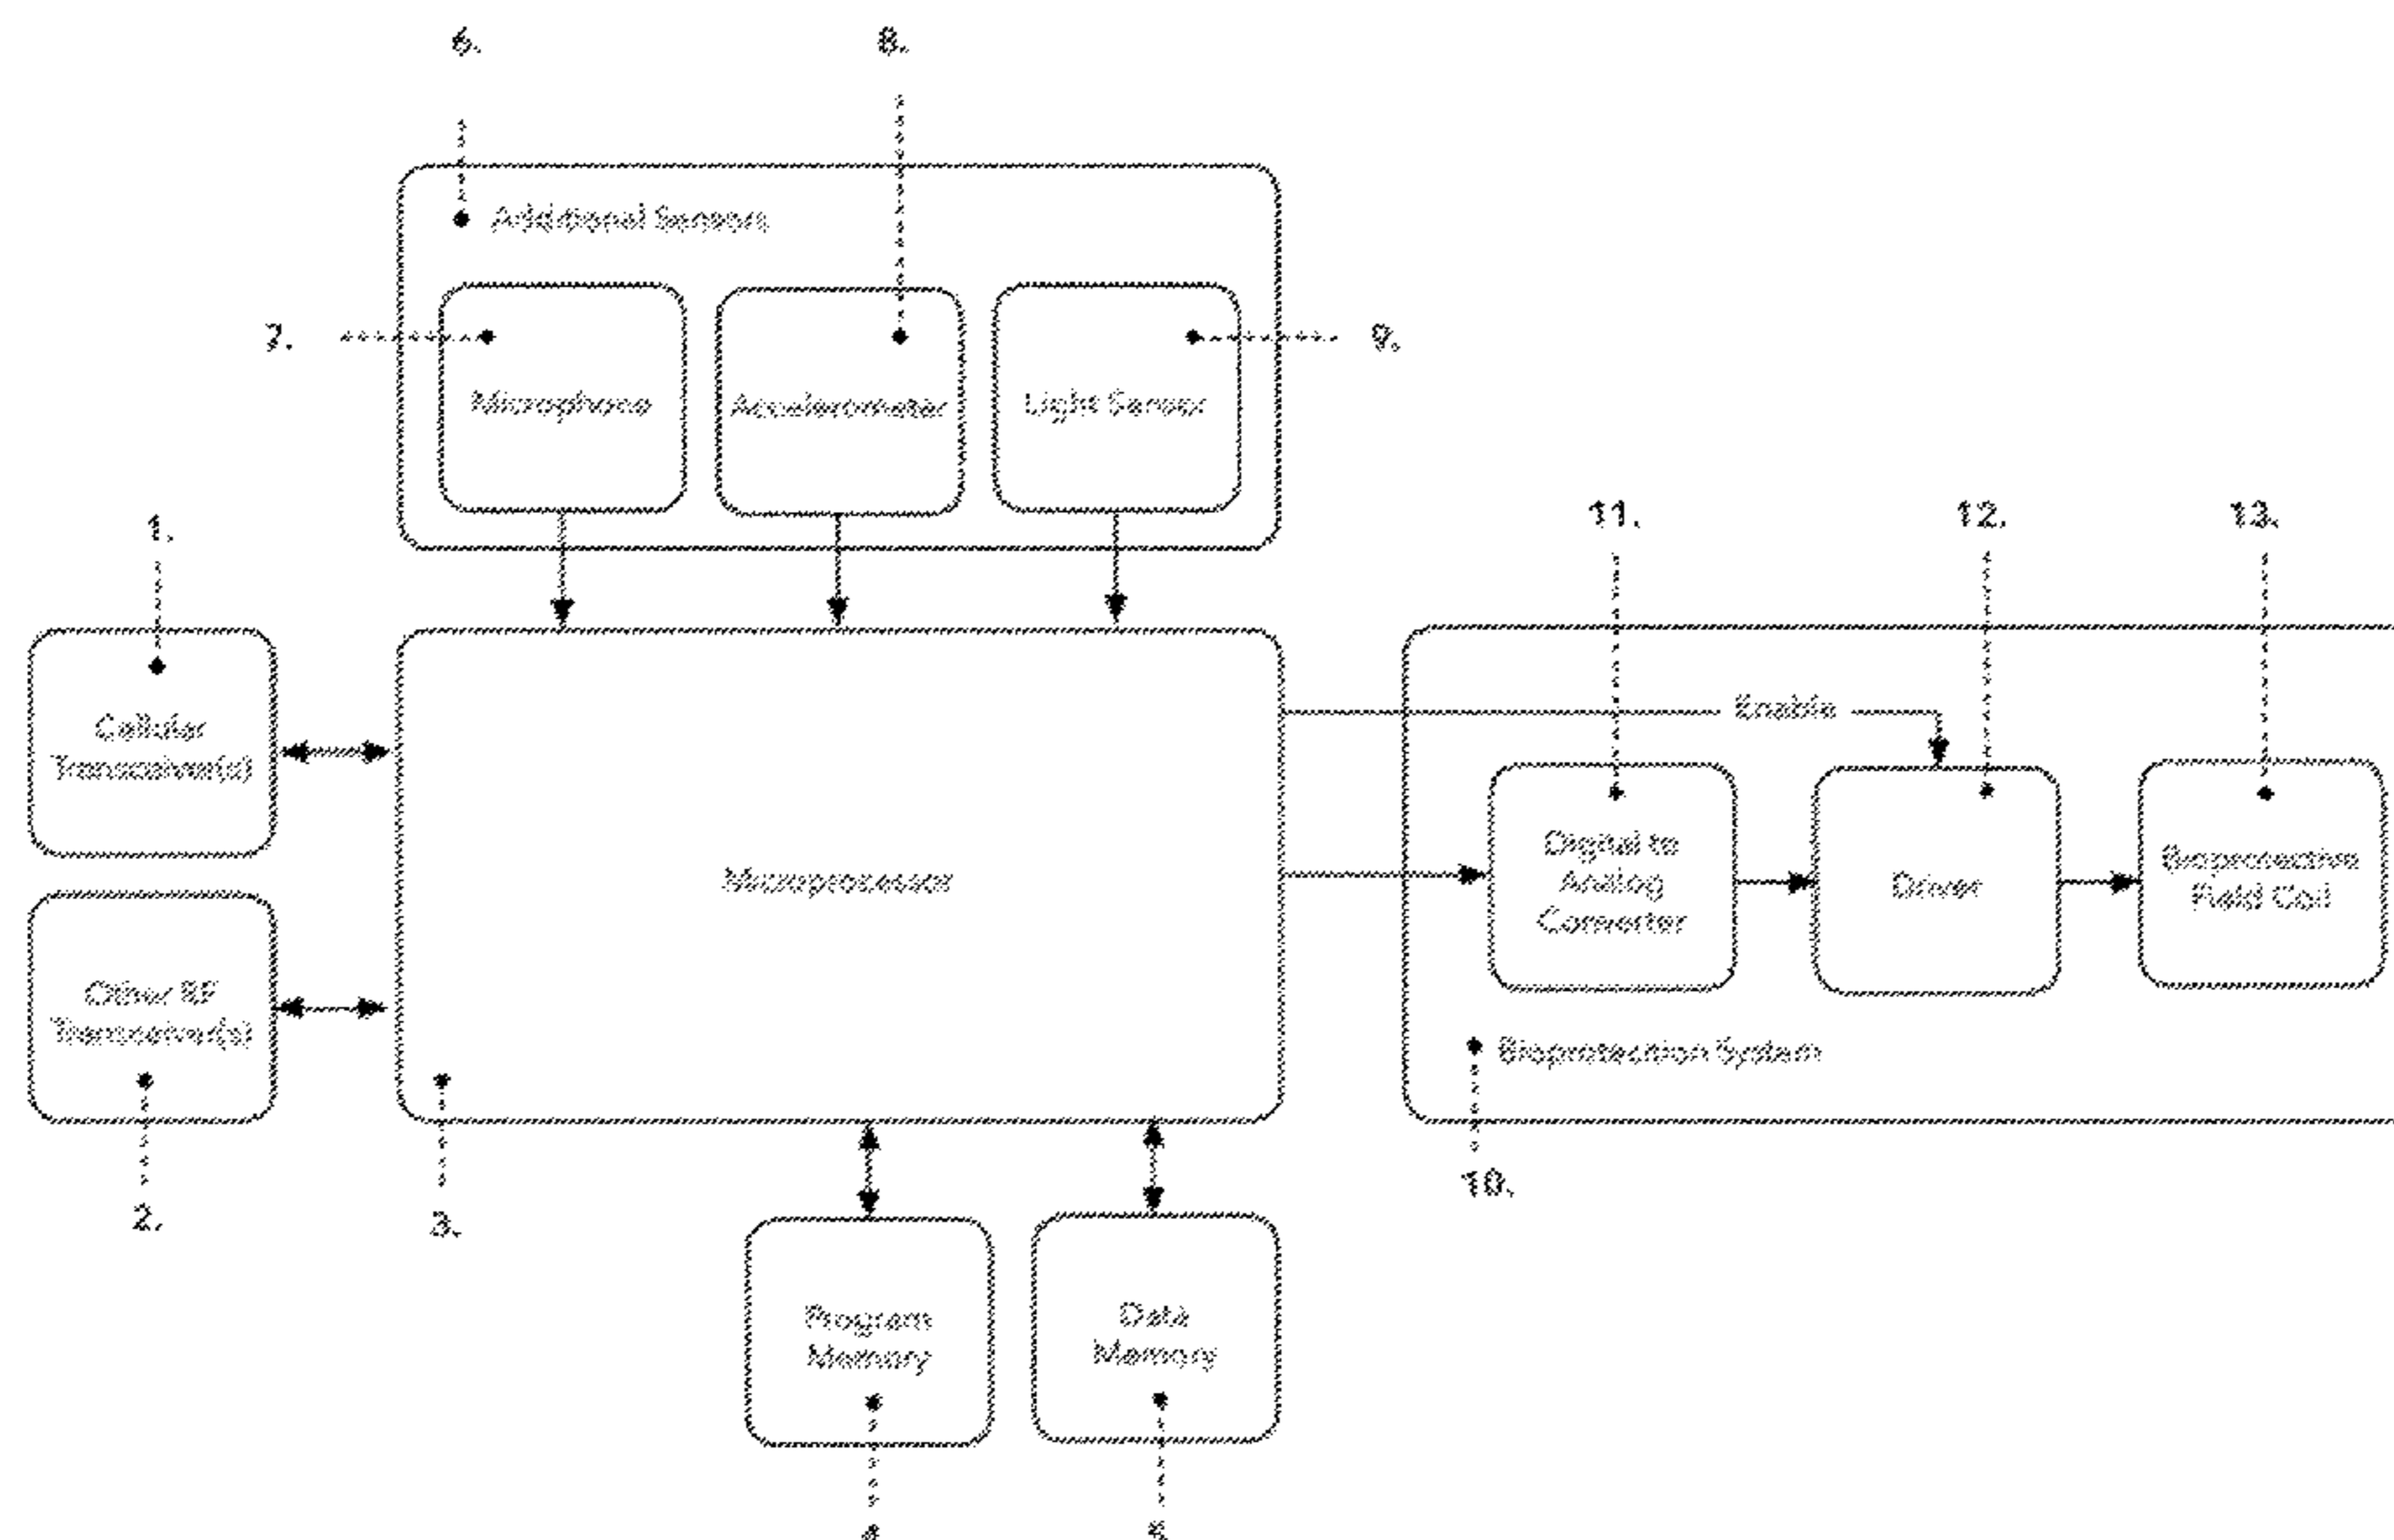 6.
8.
Additional Sensors
7.
9.
Microphone
Accelerometer
Light Sensor
1.
11.
12.
13.
Cellular
Transceiver(s)
Enable
Microprocessor
Digital to
Analog
Converter
Driver
Bioprotective
Field Coil
Other RF
Transceiver(s)
Bioprotection System
10.
2.
3.
Program
Memory
Data
Memory
4
5